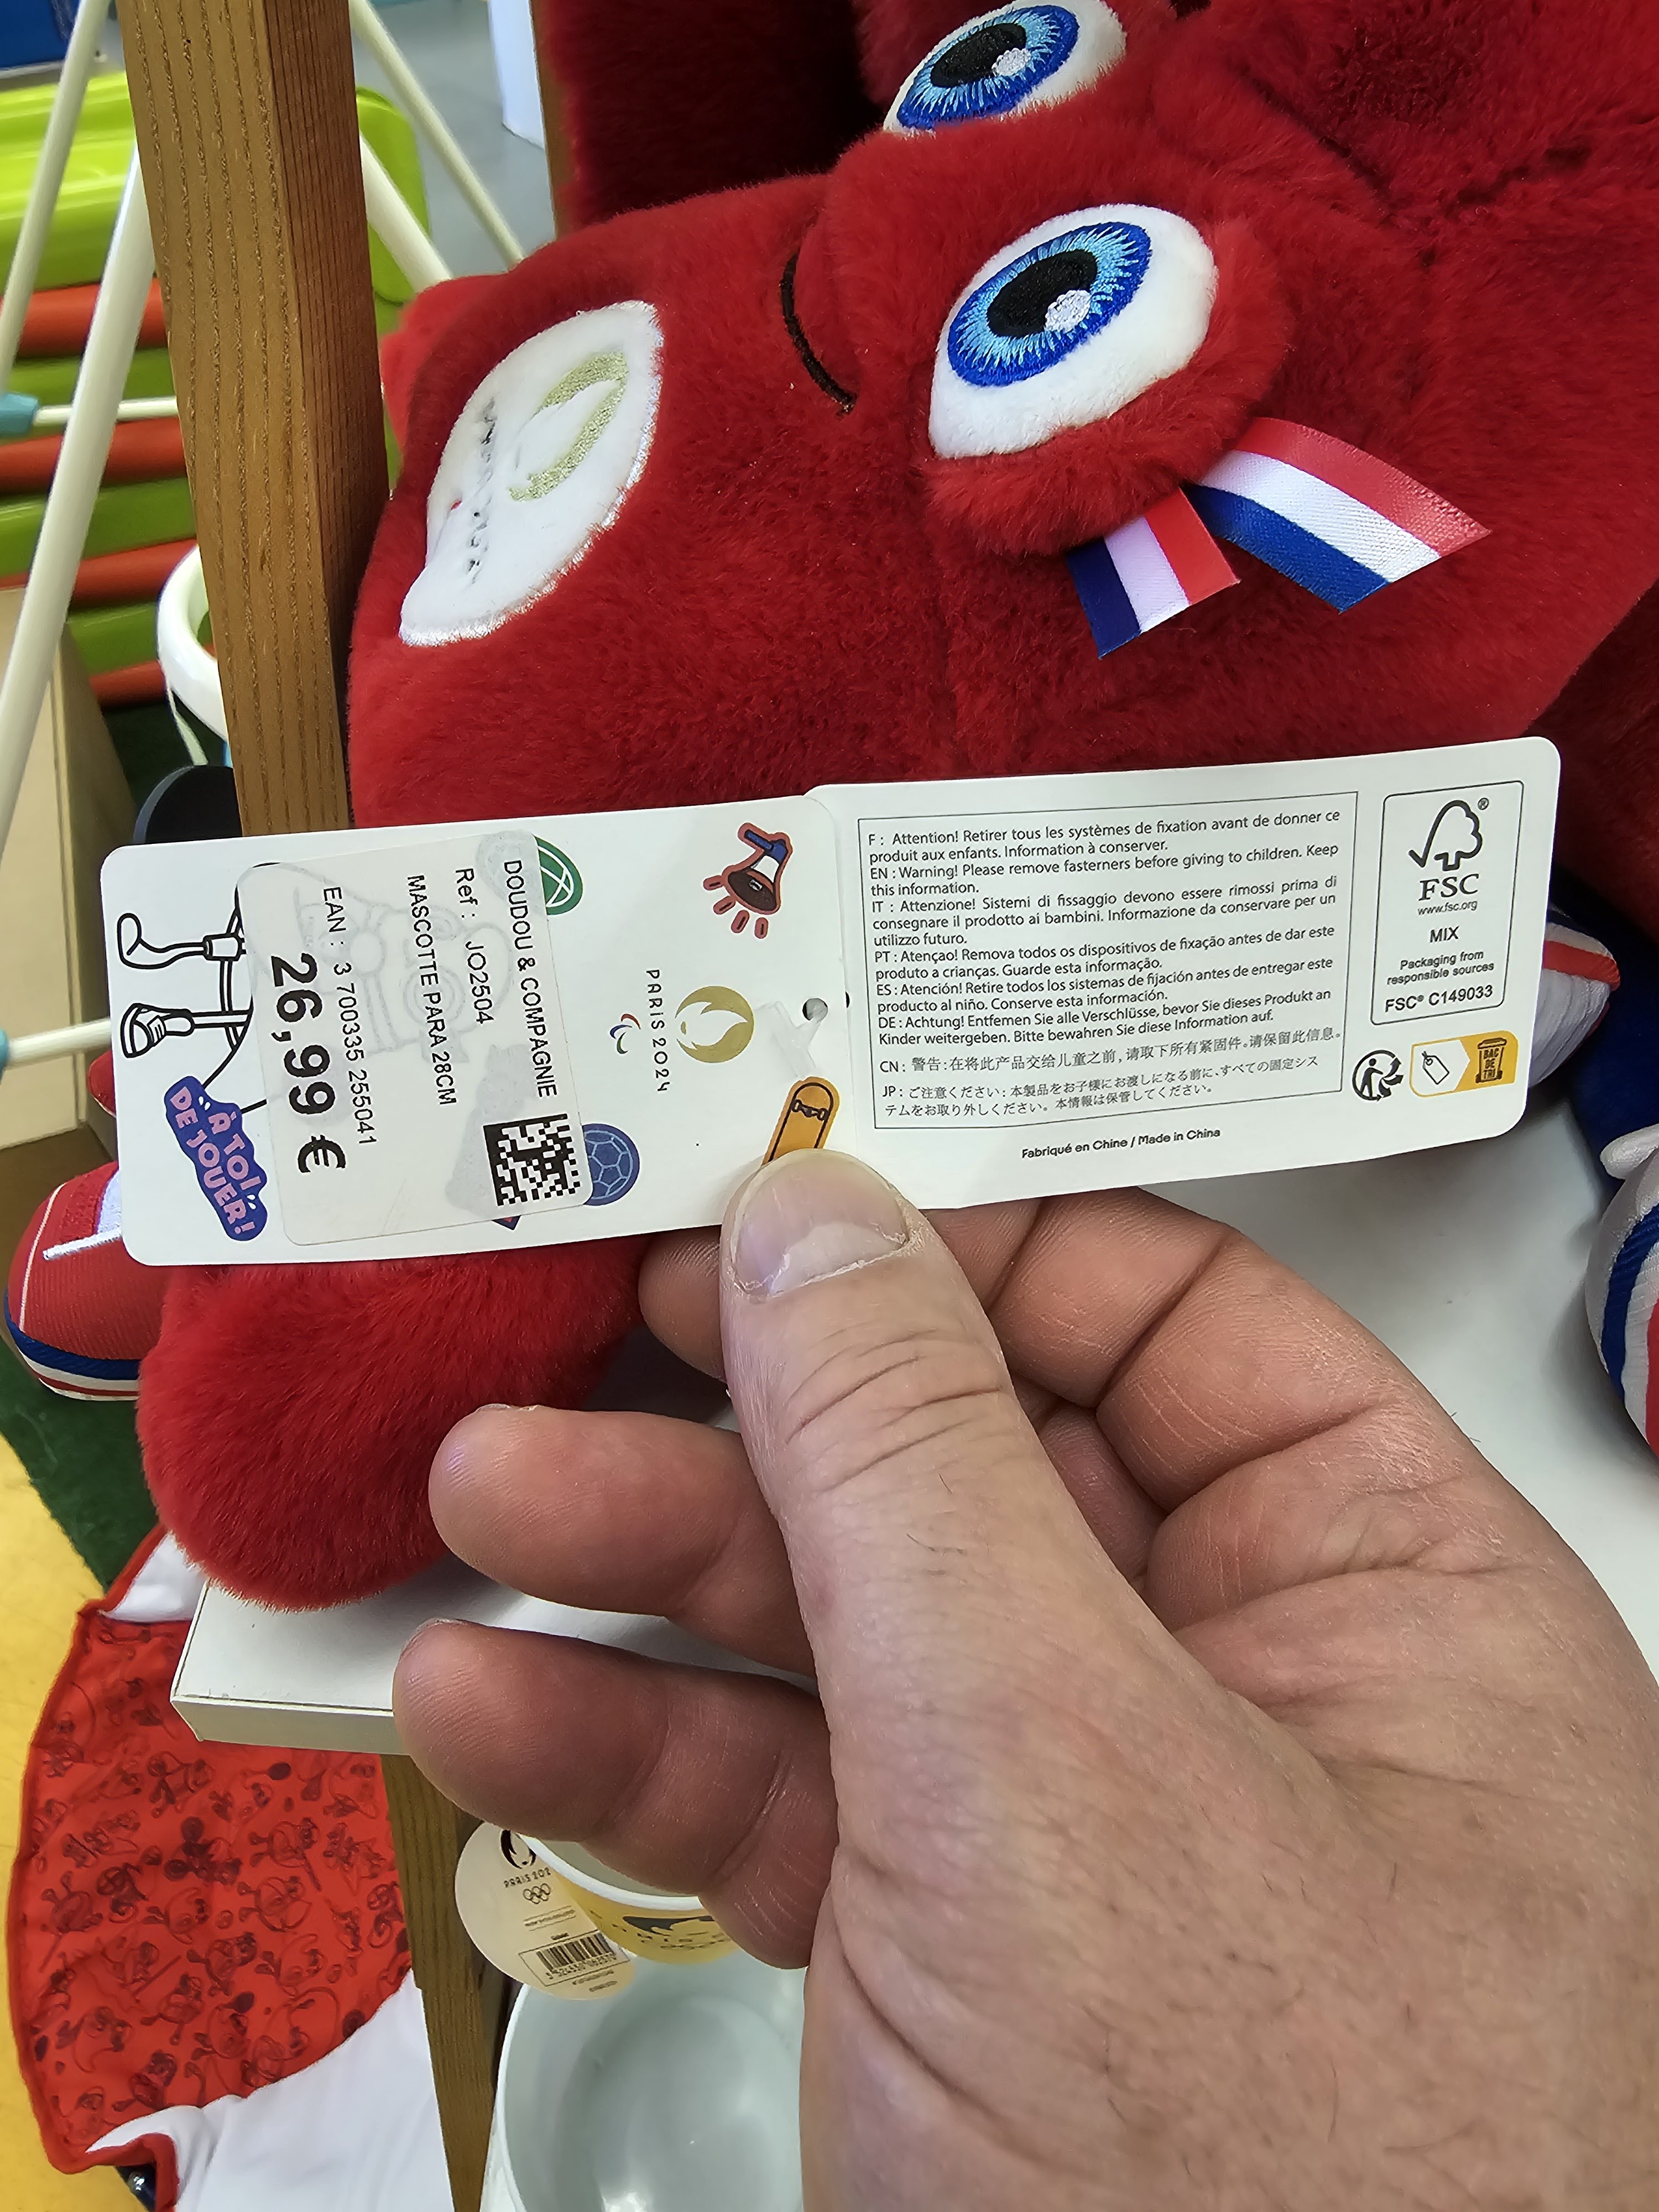 DOUDOU & COMPAGNIE
Ref : JO2504
MASCOTTE PARA 28CM
EAN : 3 700335 255041
26,99 €
À TOI
DE JOUER!
PARIS 2024
F : Attention! Retirer tous les systèmes de fixation avant de donner ce
produit aux enfants. Information à conserver.
EN : Warning! Please remove fasterners before giving to children. Keep
this information.
IT : Attenzione! Sistemi di fissaggio devono essere rimossi prima di
consegnare il prodotto ai bambini. Informazione da conservare per un
utilizzo futuro.
PT : Atençao! Remova todos os dispositivos de fixação antes de dar este
produto a crianças. Guarde esta informação.
ES : Atención! Retire todos los sistemas de fijación antes de entregar este
producto al niño. Conserve esta información.
DE : Achtung! Entfemen Sie alle Verschlüsse, bevor Sie dieses Produkt an
Kinder weitergeben. Bitte bewahren Sie diese Information auf.
CN : 警告:在将此产品交给儿童之前,请取下所有紧固件。请保留此信息。
JP : ご注意ください : 本製品をお子様にお渡しになる前に、すべての固定シス
テムをお取り外しください。本情報は保管してください。
Fabriqué en Chine / Made in China
FSC®
www.fsc.org
MIX
Packaging from
responsible sources
FSC® C149033
BAC
DE
TRI
PARIS 202